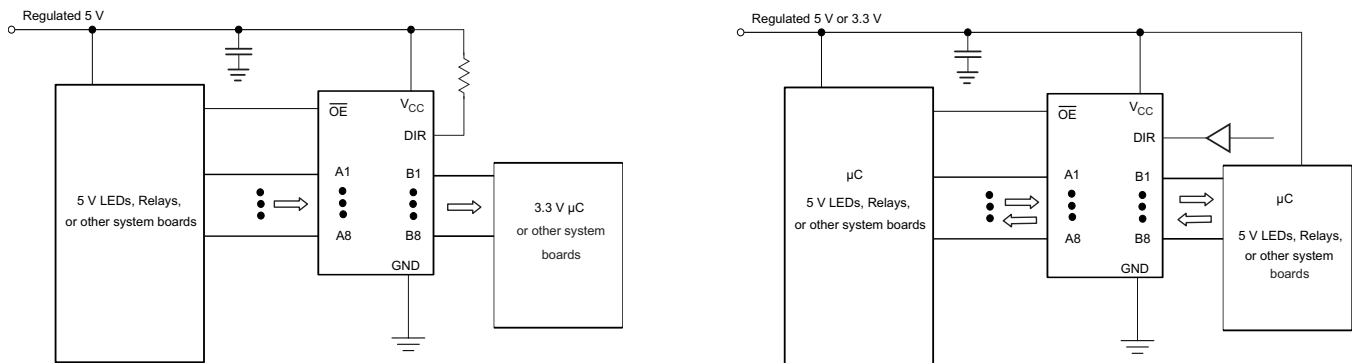 Regulated 5 V
OE
VCC
DIR
A1
B1
A8
B8
GND
5 V LEDs, Relays,
or other system boards
3.3 V µC
or other system
boards
Regulated 5 V or 3.3 V
OE
VCC
DIR
A1
B1
A8
B8
GND
µC
5 V LEDs, Relays,
or other system boards
µC
5 V LEDs, Relays,
or other system
boards